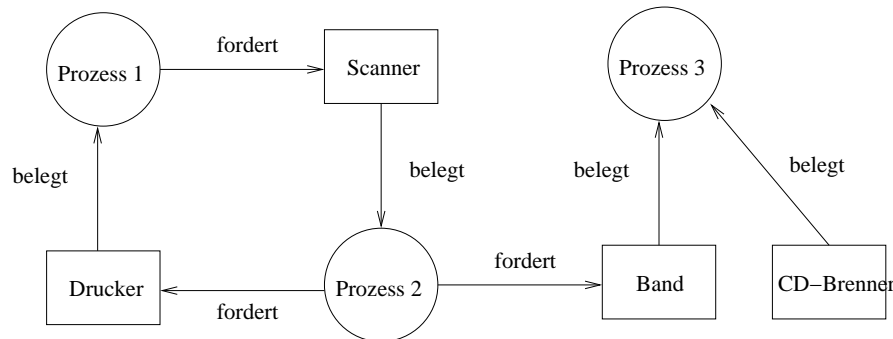 fordert
Prozess 1
Scanner
Prozess 3
belegt
belegt
belegt
belegt
fordert
Drucker
Prozess 2
Band
CD−Brenner
fordert